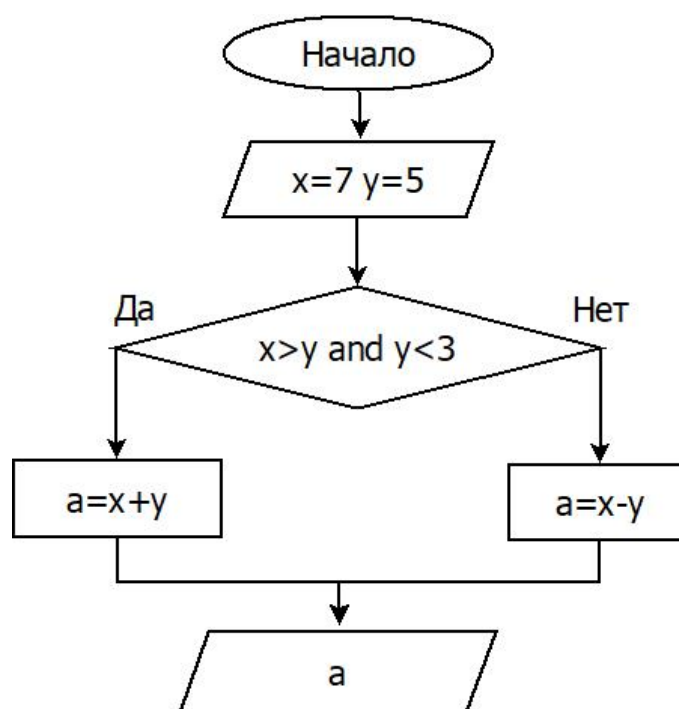 Начало
x=7 y=5
Да
Нет
x>y and y<3
a=x+y
a=x-y
a